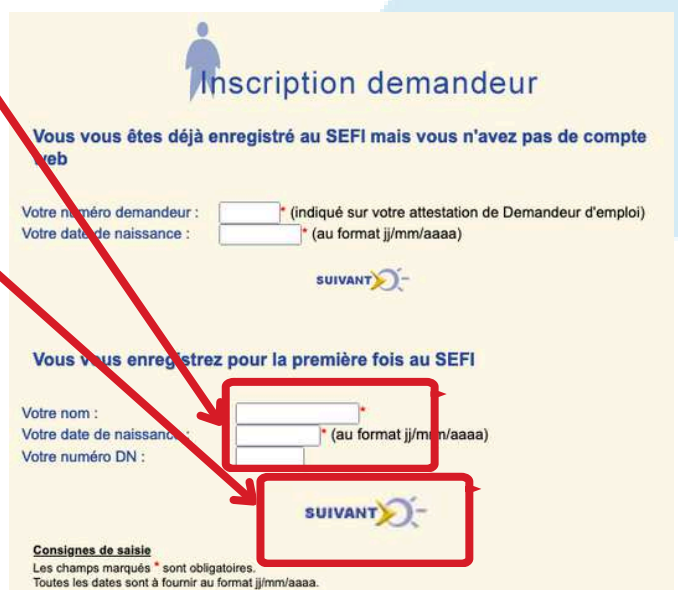 Inscription demandeur
Vous vous êtes déjà enregistré au SEFI mais vous n'avez pas de compte
web
Votre numéro demandeur : * (indiqué sur votre attestation de Demandeur d'emploi)
Votre date de naissance : * (au format jj/mm/aaaa)
SUIVANT
Vous vous enregistrez pour la première fois au SEFI
Votre nom : *
Votre date de naissance : * (au format jj/mm/aaaa)
Votre numéro DN :
SUIVANT
Consignes de saisie
Les champs marqués * sont obligatoires.
Toutes les dates sont à fournir au format jj/mm/aaaa.